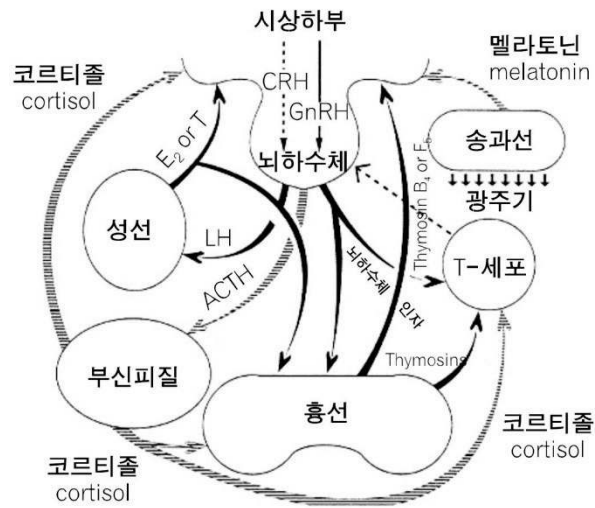 시상하부
멜라토닌
melatonin
코르티졸
cortisol
CRH
GnRH
E₂ or T
뇌하수체
송과선
광주기
Thymosin B₄ or F₅
성선
LH
ACTH
뇌하수체
인자
T-세포
Thymosins
부신피질
흉선
코르티졸
cortisol
코르티졸
cortisol